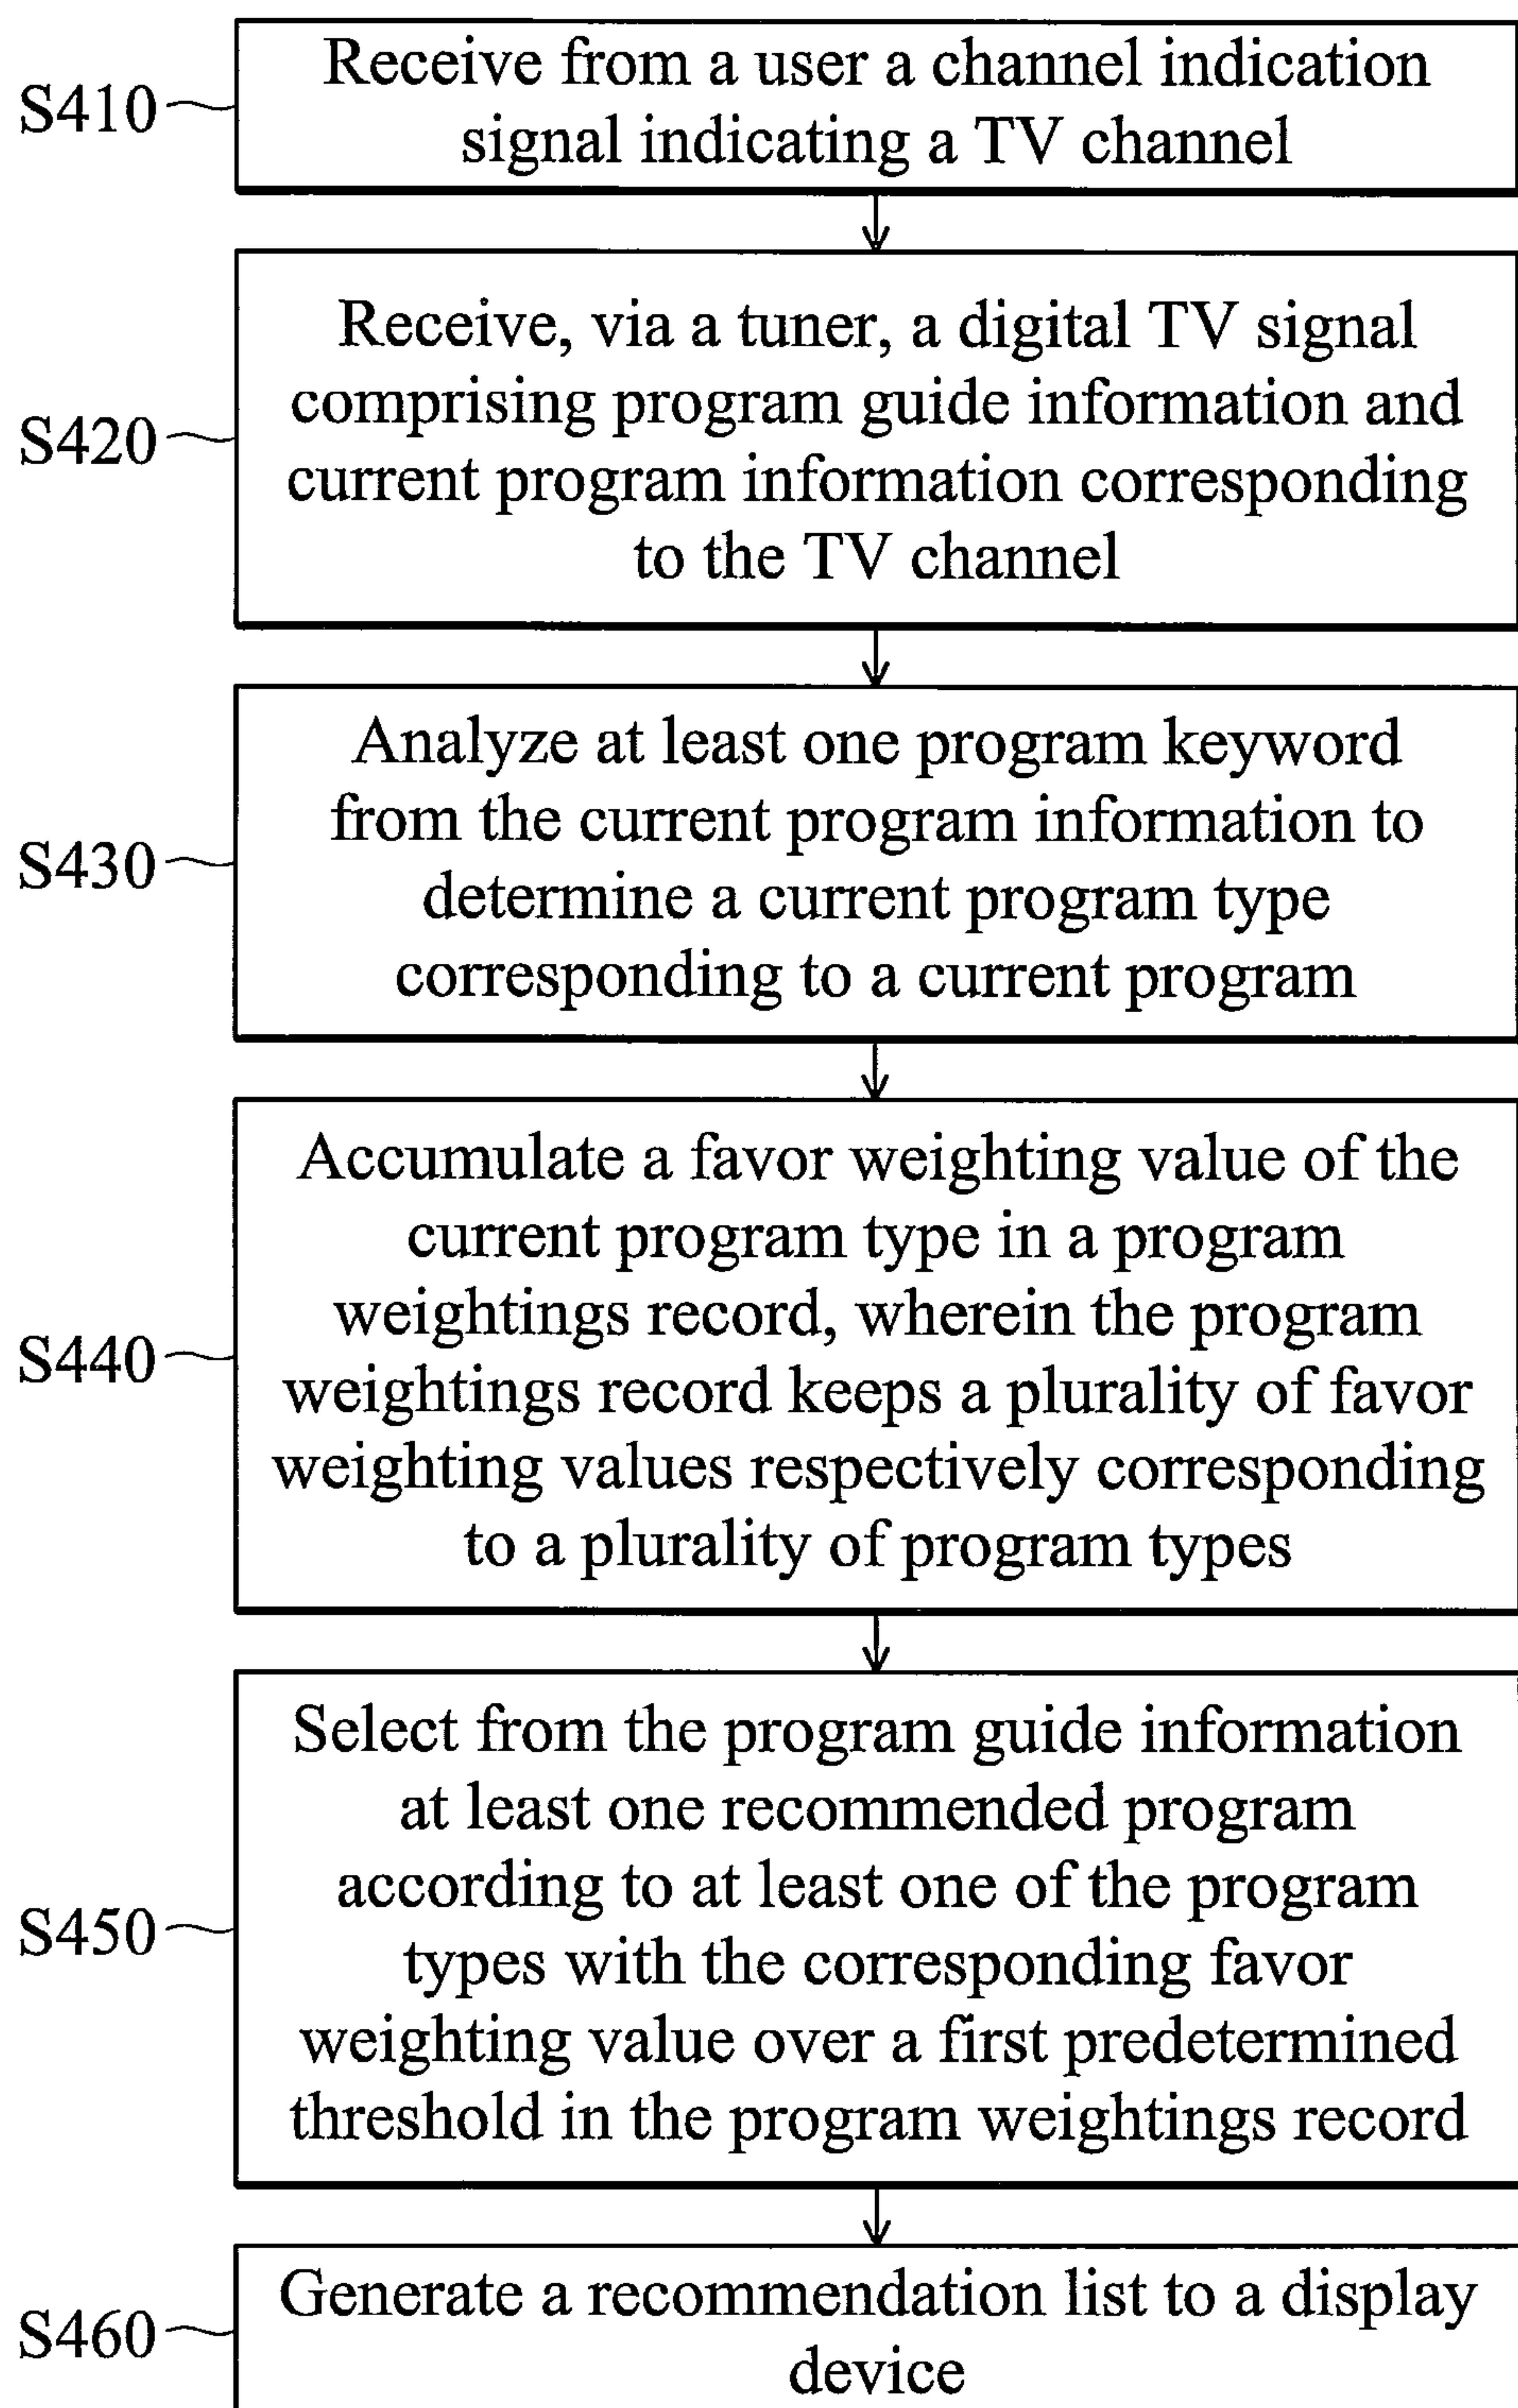 S410
Receive from a user a channel indication
signal indicating a TV channel
S420
Receive, via a tuner, a digital TV signal
comprising program guide information and
current program information corresponding
to the TV channel
S430
Analyze at least one program keyword
from the current program information to
determine a current program type
corresponding to a current program
S440
Accumulate a favor weighting value of the
current program type in a program
weightings record, wherein the program
weightings record keeps a plurality of favor
weighting values respectively corresponding
to a plurality of program types
S450
Select from the program guide information
at least one recommended program
according to at least one of the program
types with the corresponding favor
weighting value over a first predetermined
threshold in the program weightings record
S460
Generate a recommendation list to a display
device